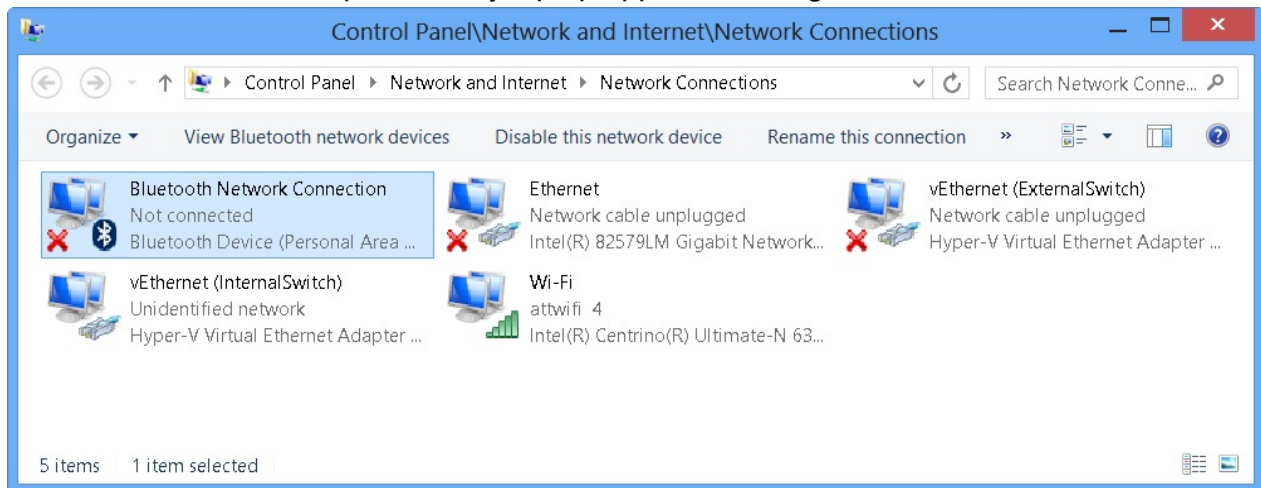 Control Panel\Network and Internet\Network Connections
Control Panel Network and Internet Network Connections
Search Network Conne...
Organize View Bluetooth network devices Disable this network device Rename this connection »
Bluetooth Network Connection
Not connected
Bluetooth Device (Personal Area ...
Ethernet
Network cable unplugged
Intel(R) 82579LM Gigabit Network...
vEthernet (ExternalSwitch)
Network cable unplugged
Hyper-V Virtual Ethernet Adapter ...
vEthernet (InternalSwitch)
Unidentified network
Hyper-V Virtual Ethernet Adapter ...
Wi-Fi
attwifi 4
Intel(R) Centrino(R) Ultimate-N 63...
5 items 1 item selected